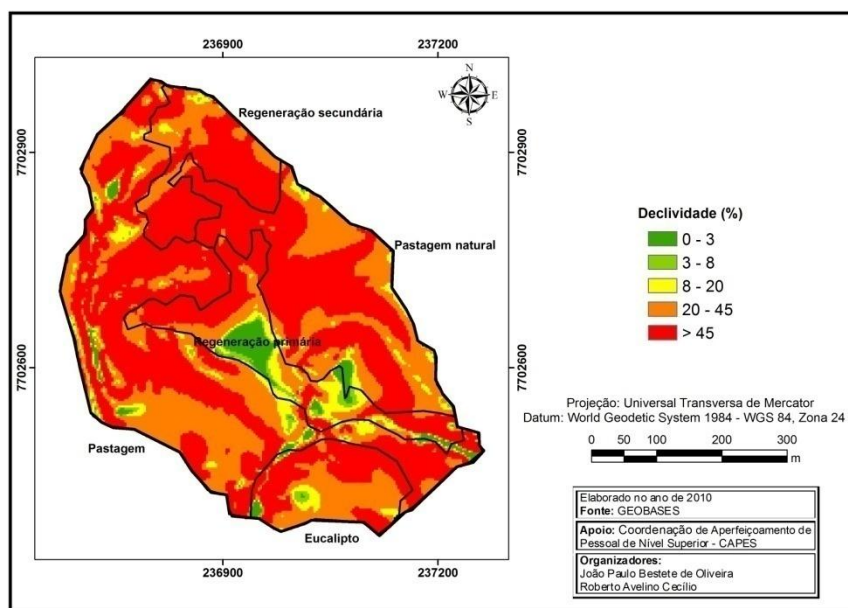 236900
237200
N
W
E
S
Regeneração secundária
7702900
7702900
Pastagem natural
Declividade (%)
0 - 3
3 - 8
8 - 20
20 - 45
> 45
Regeneração primária
7702600
7702600
Projeção: Universal Transversa de Mercator
Datum: World Geodetic System 1984 - WGS 84, Zona 24
0 50 100 200 300
m
Pastagem
Eucalipto
236900
237200
Elaborado no ano de 2010
Fonte: GEOBASES
Apoio: Coordenação de Aperfeiçoamento de
Pessoal de Nível Superior - CAPES
Organizadores:
João Paulo Bestete de Oliveira
Roberto Avelino Cecílio